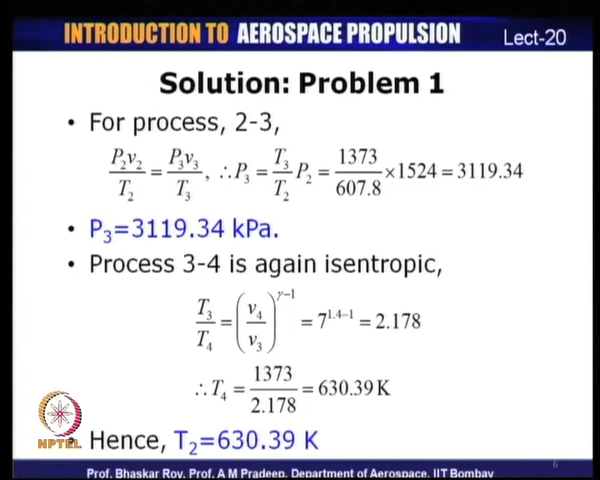 INTRODUCTION TO AEROSPACE PROPULSION Lect-20
Solution: Problem 1
• For process, 2-3,
P₂v₂/T₂ = P₃v₃/T₃, ∴P₃ = T₃/T₂ P₂ = 1373/607.8 ×1524 = 3119.34
• P₃=3119.34 kPa.
• Process 3-4 is again isentropic,
T₃/T₄ = (v₄/v₃)^γ−1 = 7^1.4−1 = 2.178
∴T₄ = 1373/2.178 = 630.39 K
• Hence, T₂=630.39 K
NPTEL
6
Prof. Bhaskar Roy, Prof. A M Pradeep, Department of Aerospace, IIT Bombay